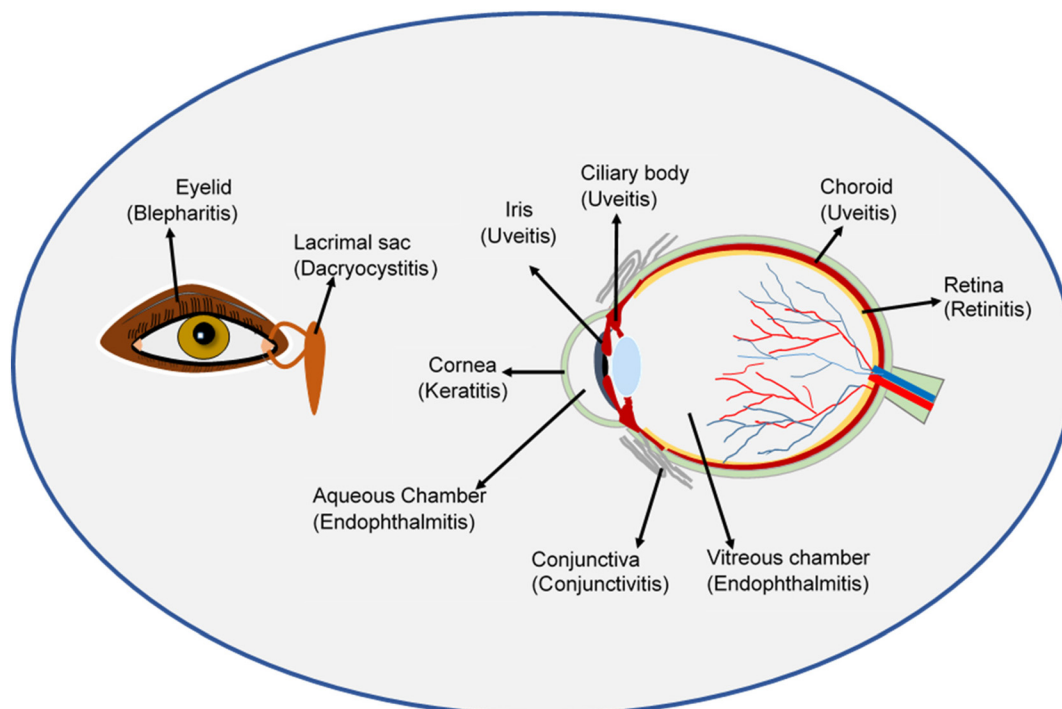 Eyelid
(Blepharitis)
Lacrimal sac
(Dacryocystitis)
Iris
(Uveitis)
Ciliary body
(Uveitis)
Choroid
(Uveitis)
Retina
(Retinitis)
Cornea
(Keratitis)
Aqueous Chamber
(Endophthalmitis)
Conjunctiva
(Conjunctivitis)
Vitreous chamber
(Endophthalmitis)